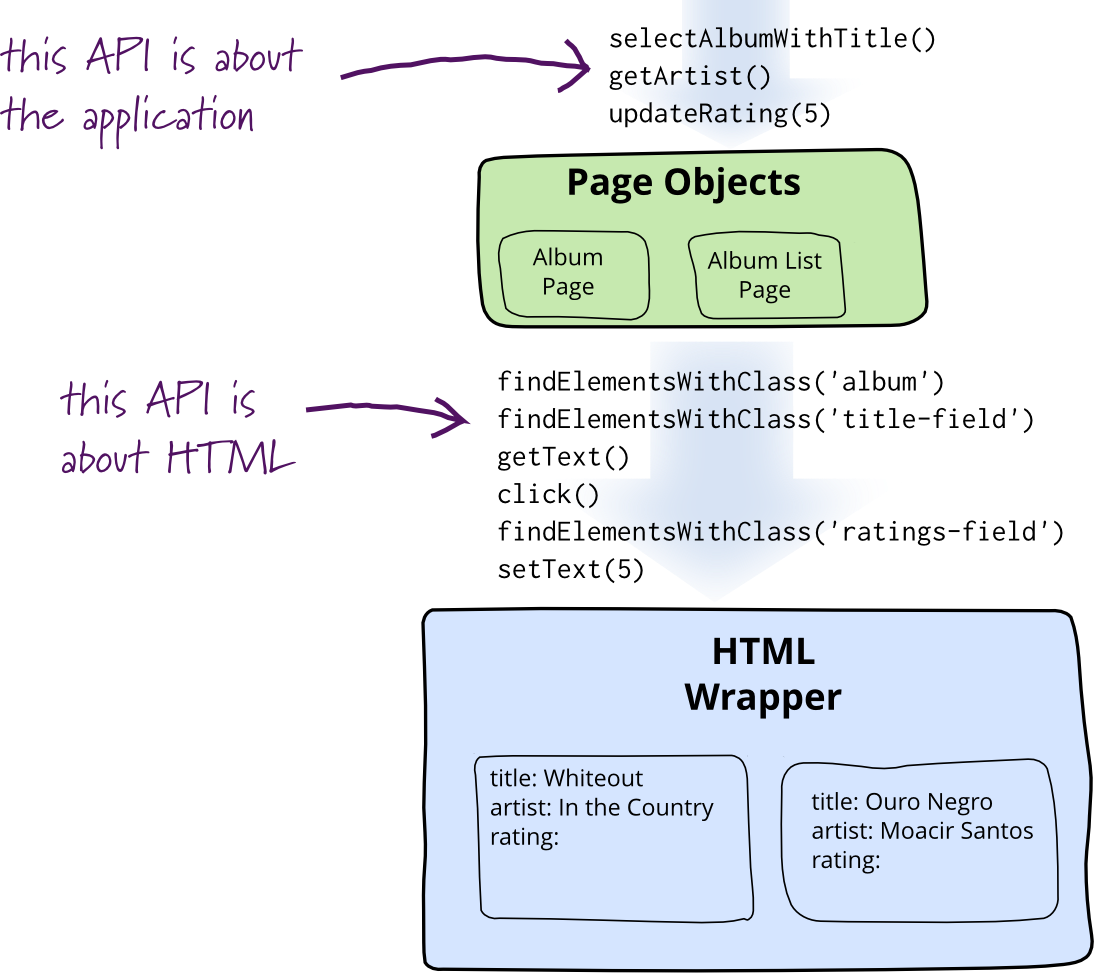 this API is about
the application
selectAlbumWithTitle()
getArtist()
updateRating(5)
Page Objects
Album
Page
Album List
Page
this API is
about HTML
findElementsWithClass('album')
findElementsWithClass('title-field')
getText()
click()
findElementsWithClass('ratings-field')
setText(5)
HTML
Wrapper
title: Whiteout
artist: In the Country
rating:
title: Ouro Negro
artist: Moacir Santos
rating: